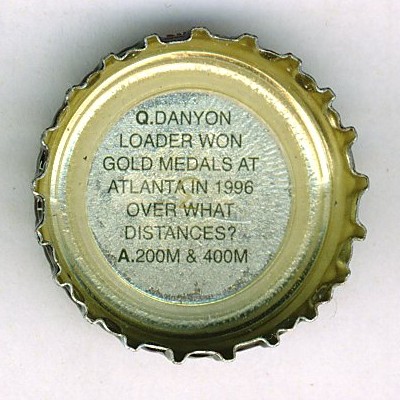 Q.DANYON
LOADER WON
GOLD MEDALS AT
ATLANTA IN 1996
OVER WHAT
DISTANCES?
A.200M & 400M